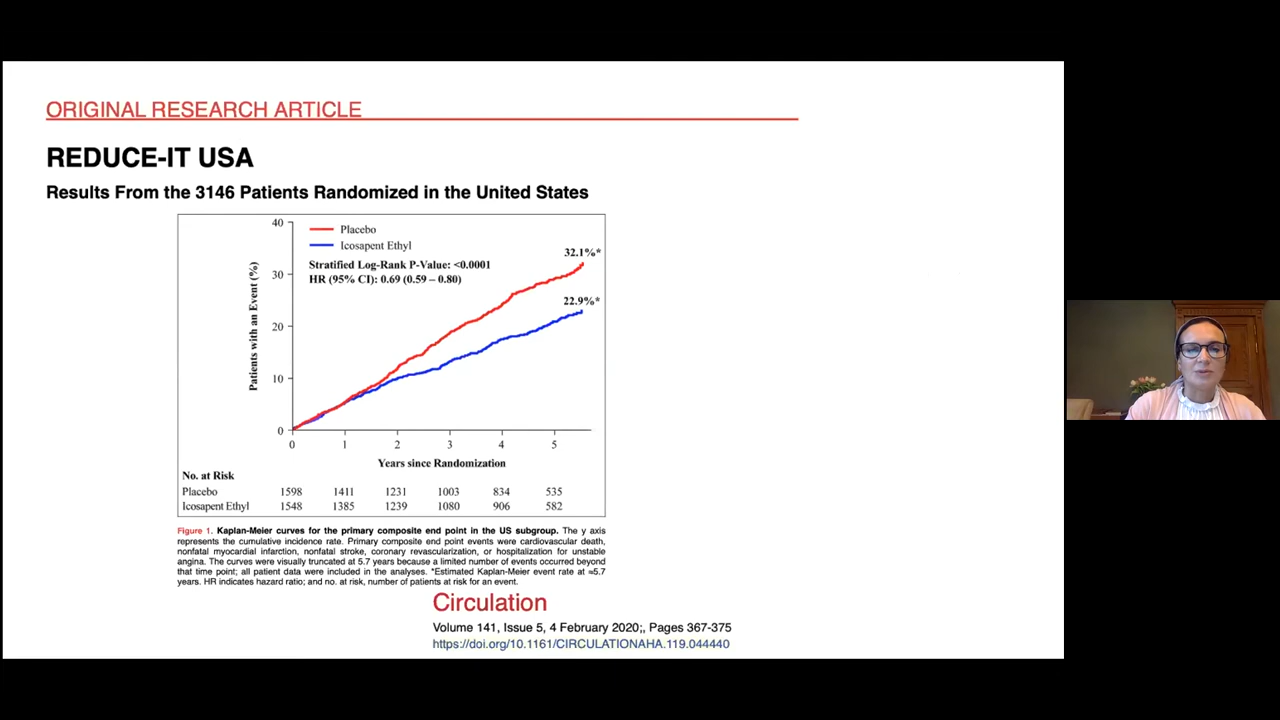 ORIGINAL RESEARCH ARTICLE
REDUCE-IT USA
Results From the 3146 Patients Randomized in the United States
40
30
20
10
0
Patients with an Event (%)
Placebo
Icosapent Ethyl
Stratified Log-Rank P-Value: <0.0001
HR (95% CI): 0.69 (0.59 – 0.80)
32.1%*
22.9%*
0 1 2 3 4 5
Years since Randomization
No. at Risk
Placebo 1598 1411 1231 1003 834 535
Icosapent Ethyl 1548 1385 1239 1080 906 582
Figure 1. Kaplan-Meier curves for the primary composite end point in the US subgroup. The y axis
represents the cumulative incidence rate. Primary composite end point events were cardiovascular death,
nonfatal myocardial infarction, nonfatal stroke, coronary revascularization, or hospitalization for unstable
angina. The curves were visually truncated at 5.7 years because a limited number of events occurred beyond
that time point; all patient data were included in the analyses. *Estimated Kaplan-Meier event rate at ≈5.7
years. HR indicates hazard ratio; and no. at risk, number of patients at risk for an event.
Circulation
Volume 141, Issue 5, 4 February 2020;, Pages 367-375
https://doi.org/10.1161/CIRCULATIONAHA.119.044440